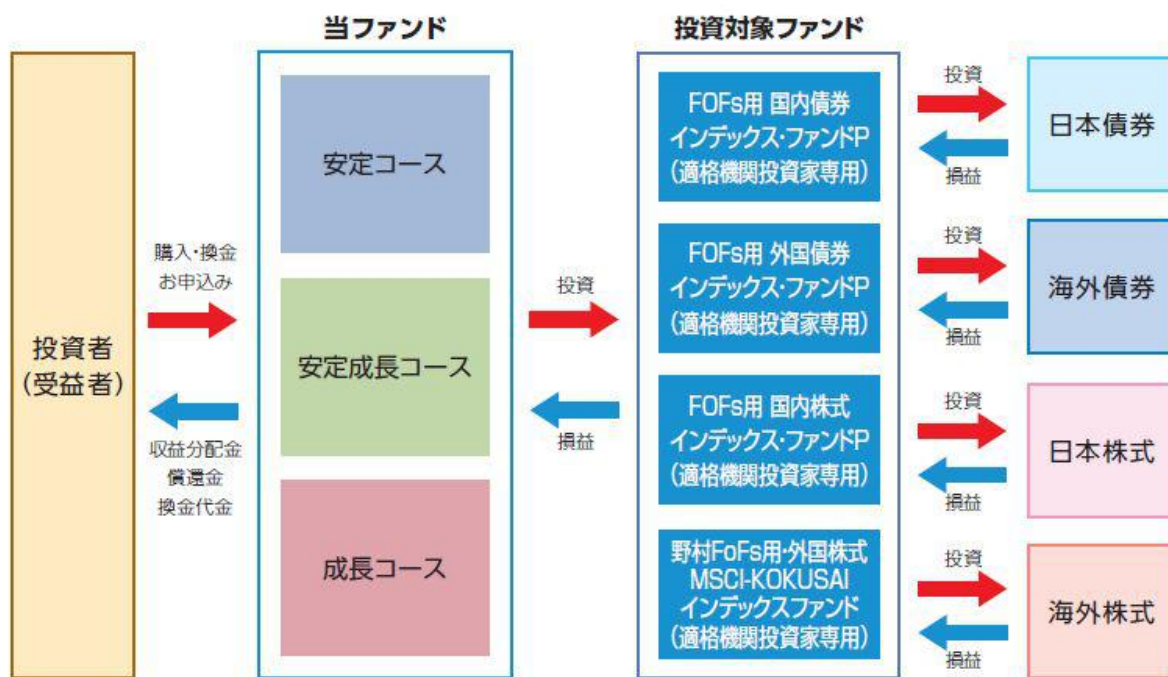 当ファンド
投資対象ファンド
投資者
（受益者）
購入・換金
お申込み
収益分配金
償還金
換金代金
安定コース
安定成長コース
成長コース
投資
損益
FOFs用 国内債券
インデックス・ファンドP
（適格機関投資家専用）
FOFs用 外国債券
インデックス・ファンドP
（適格機関投資家専用）
FOFs用 国内株式
インデックス・ファンドP
（適格機関投資家専用）
野村FoFs用・外国株式
MSCI-KOKUSAI
インデックスファンド
（適格機関投資家専用）
投資
損益
日本債券
投資
損益
海外債券
投資
損益
日本株式
投資
損益
海外株式